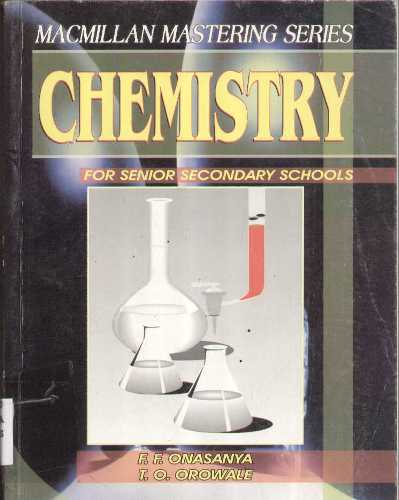 MACMILLAN MASTERING SERIES
CHEMISTRY
FOR SENIOR SECONDARY SCHOOLS
F. F. ONASANYA
T. O. OROWALE